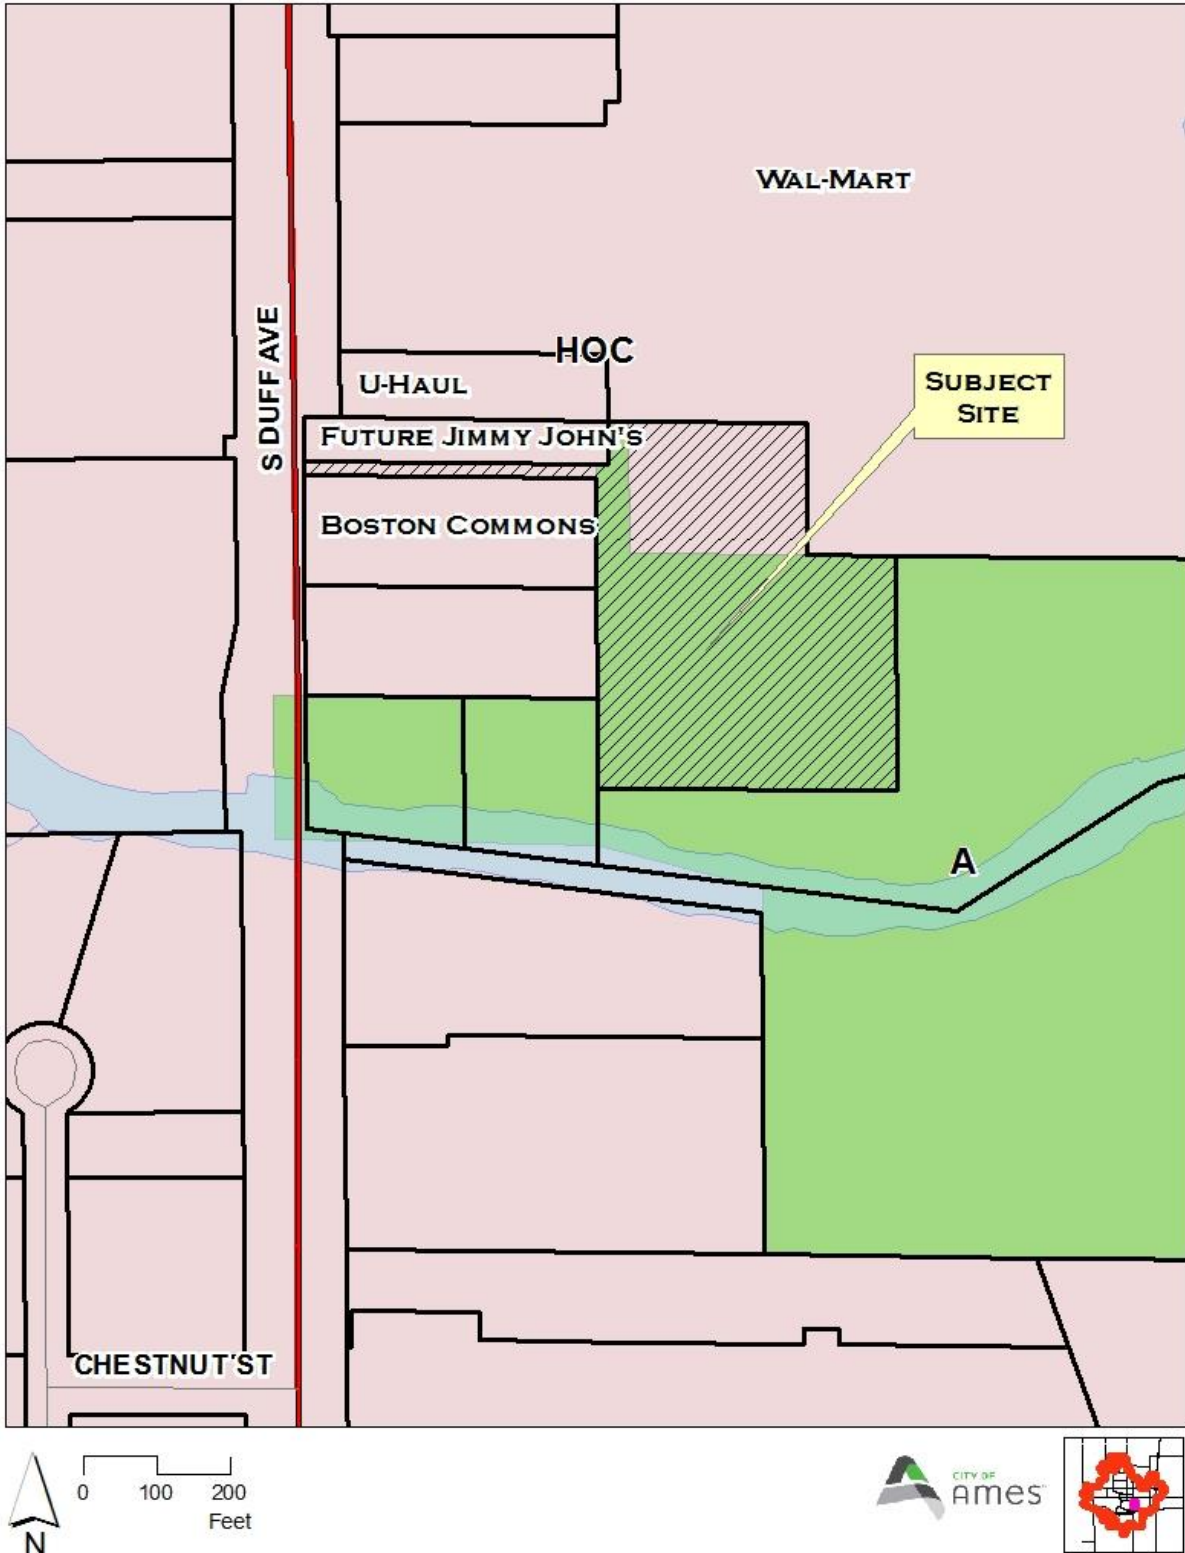 WAL-MART
S DUFF AVE
HOC
U-HAUL
SUBJECT
SITE
FUTURE JIMMY JOHN'S
BOSTON COMMONS
A
CHESTNUT ST
0 100 200
Feet
N
CITY OF
Ames